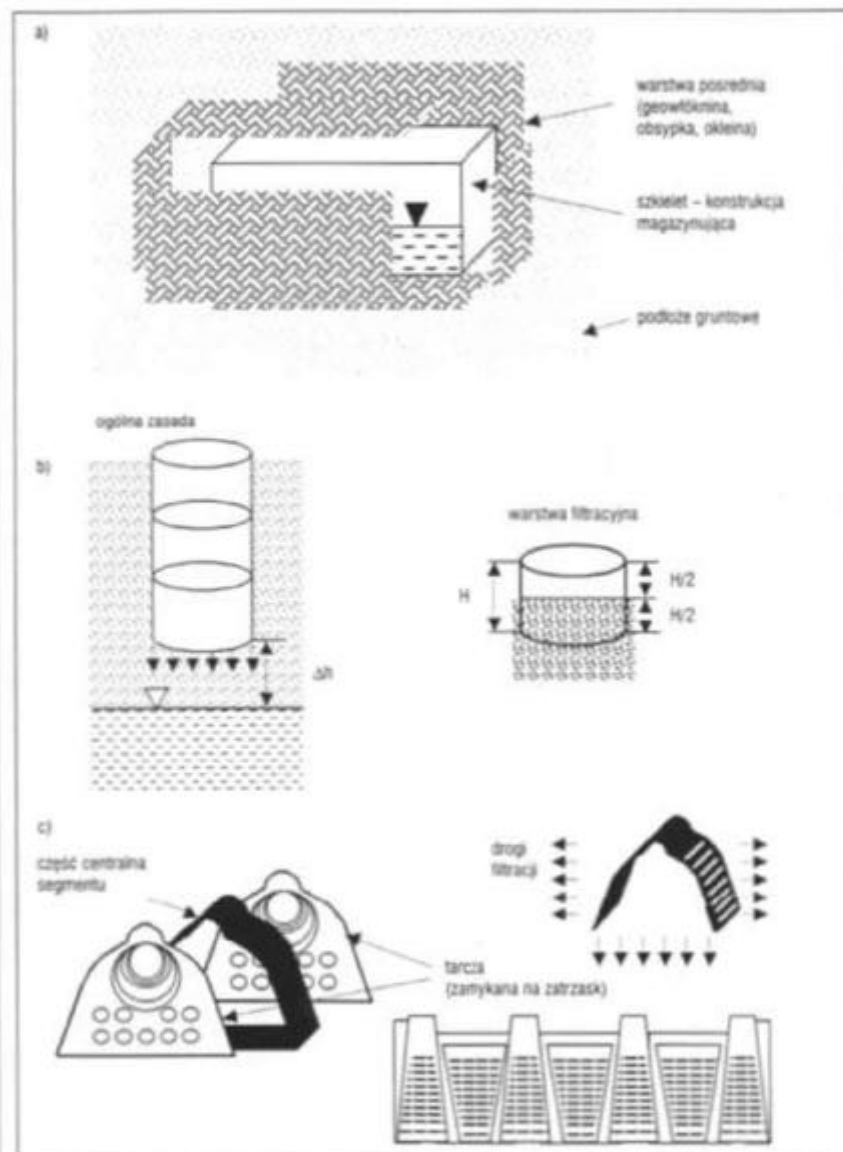 a)
warstwa pośrednia
(geowłóknina,
obsypka, okleina)
szkielet – konstrukcja
magazynująca
podłoże gruntowe
ogólna zasada
b)
warstwa filtracyjna
H
H/2
H/2
Δh
c)
część centralna
segmentu
drogi
filtracji
tarcza
(zamykana na zatrzask)